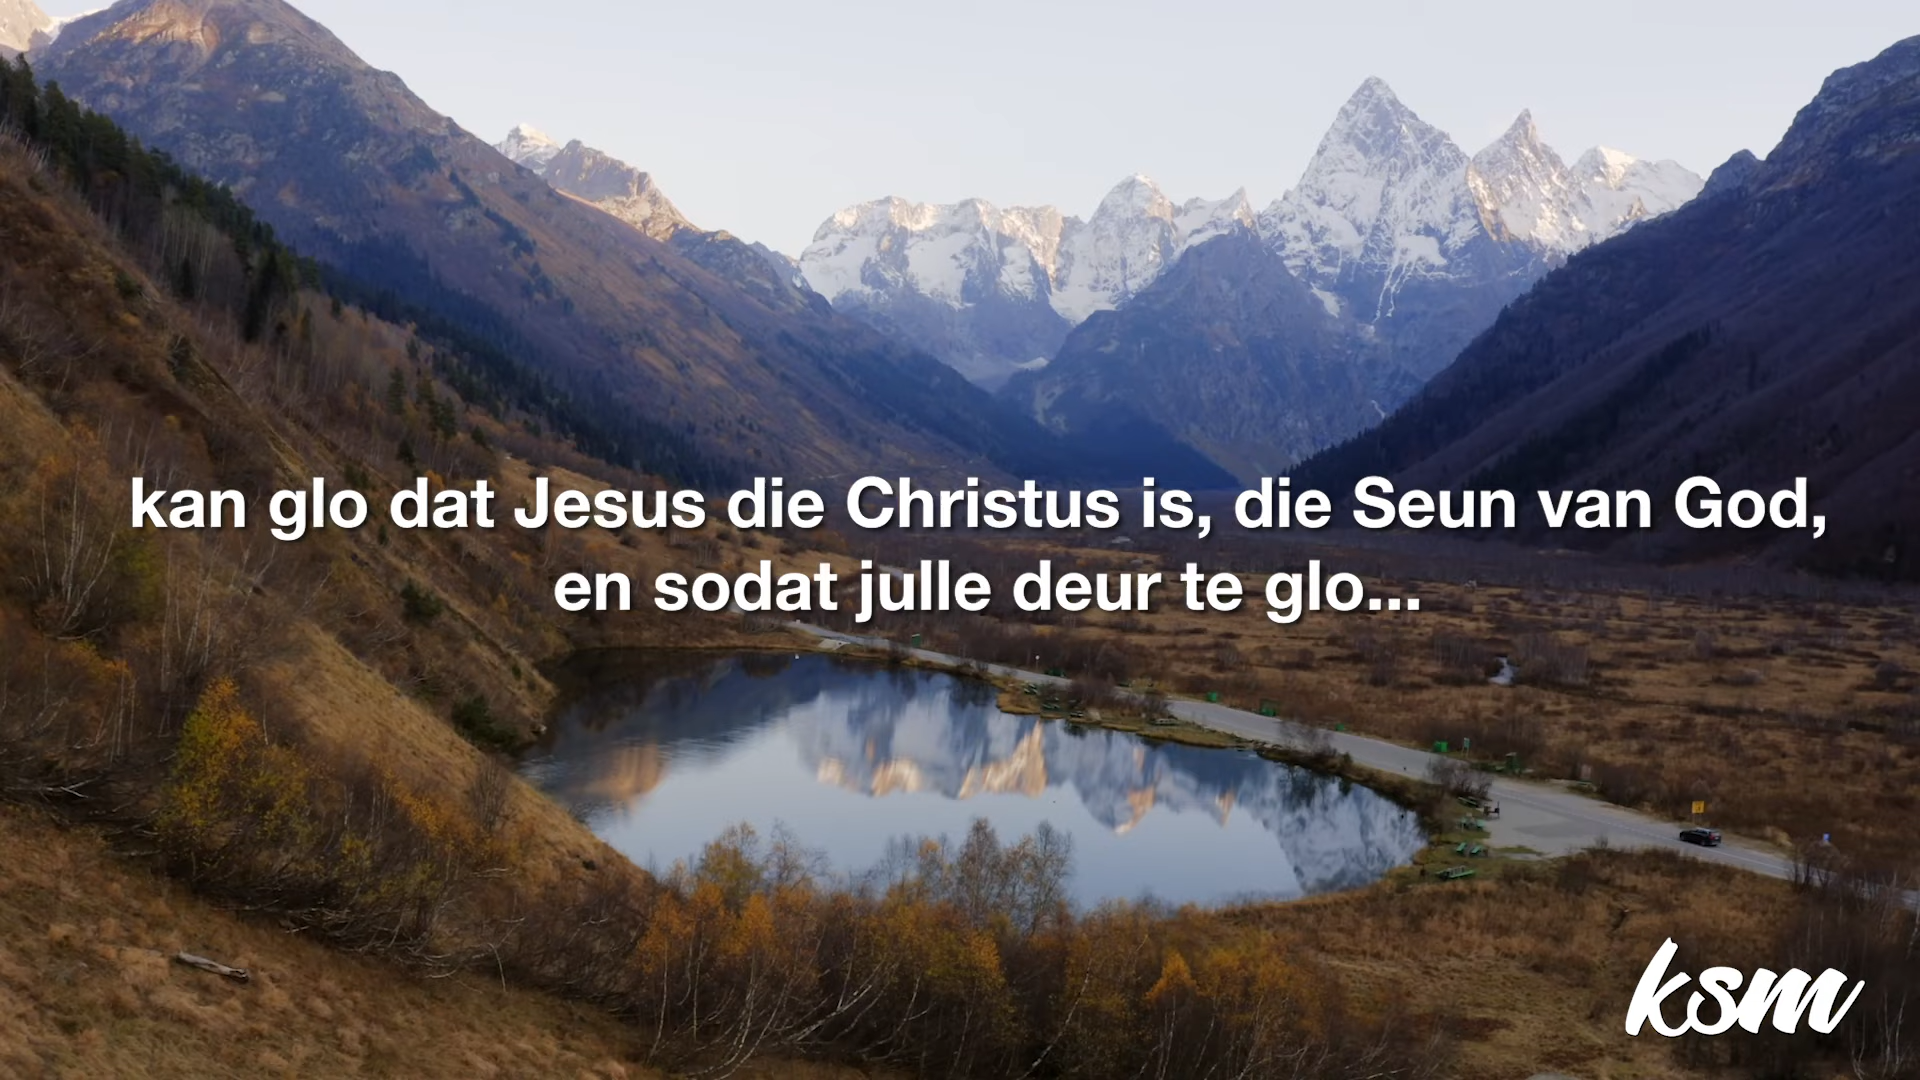 kan glo dat Jesus die Christus is, die Seun van God,
en sodat julle deur te glo...
ksm